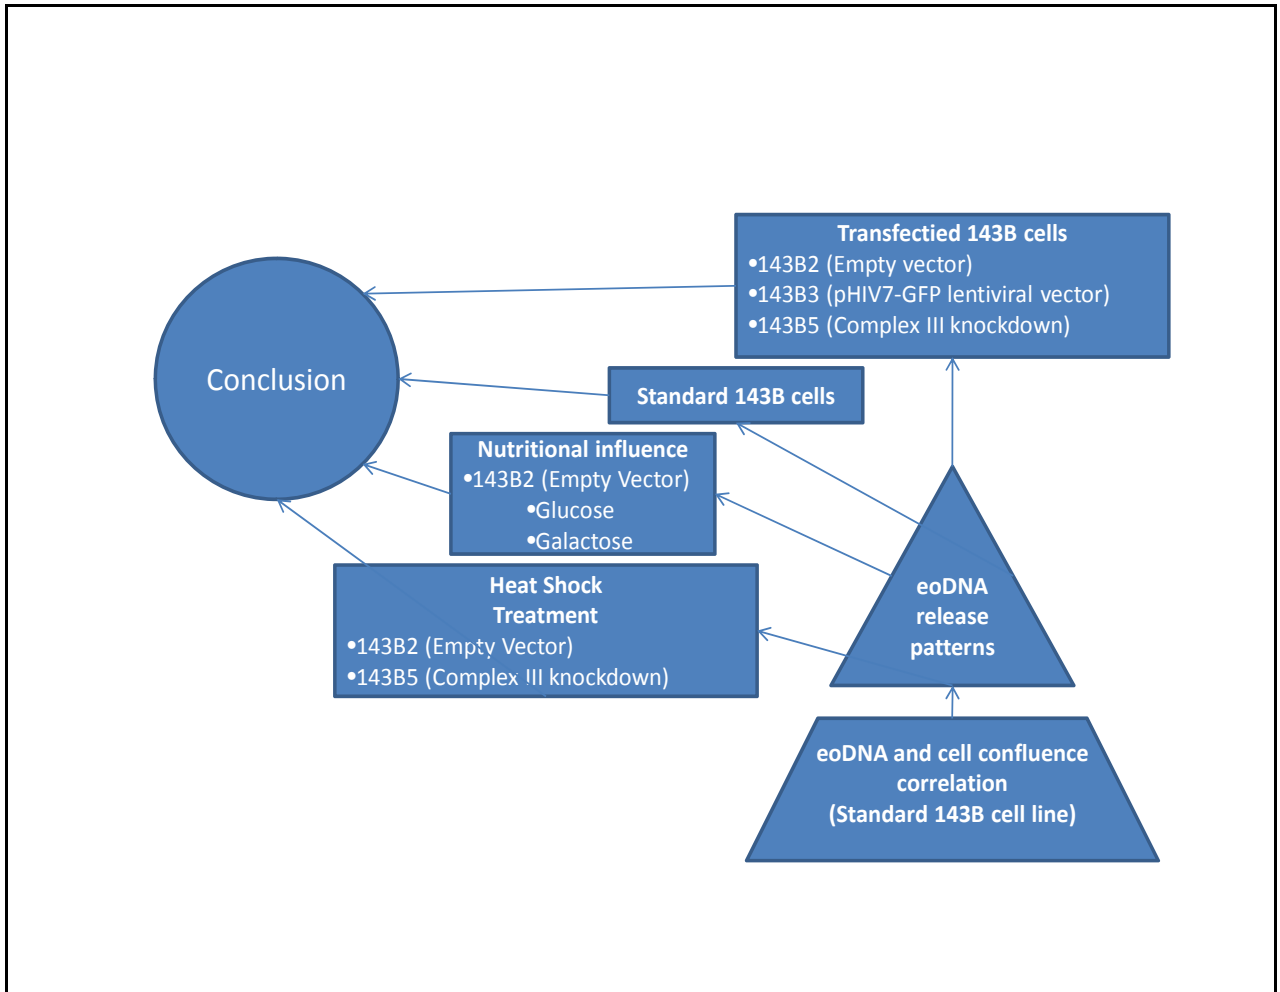 Transfectied 143B cells
•143B2 (Empty vector)
•143B3 (pHIV7-GFP lentiviral vector)
•143B5 (Complex III knockdown)
Conclusion
Standard 143B cells
Nutritional influence
•143B2 (Empty Vector)
•Glucose
•Galactose
Heat Shock
Treatment
•143B2 (Empty Vector)
•143B5 (Complex III knockdown)
eoDNA
release
patterns
eoDNA and cell confluence
correlation
(Standard 143B cell line)